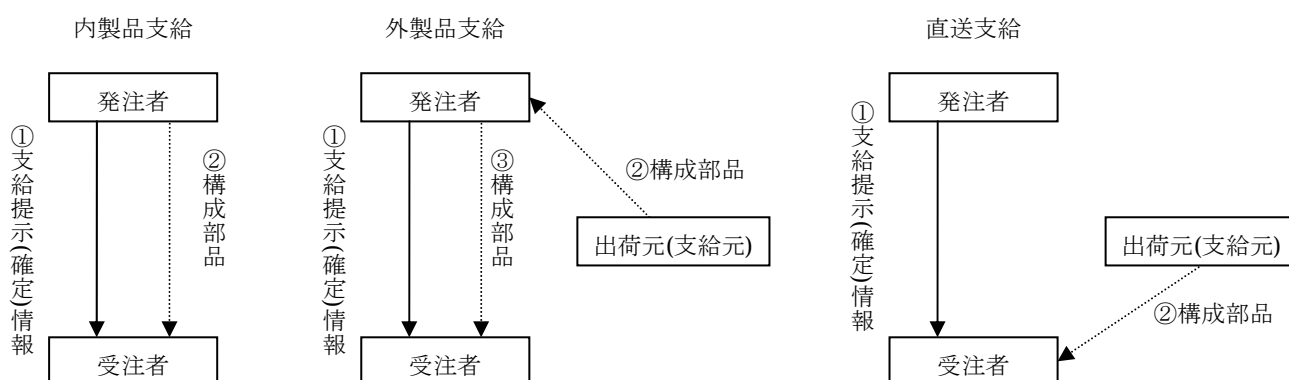 内製品支給
発注者
①支給提示(確定)情報
②構成部品
受注者
外製品支給
発注者
①支給提示(確定)情報
③構成部品
②構成部品
出荷元(支給元)
受注者
直送支給
発注者
①支給提示(確定)情報
出荷元(支給元)
②構成部品
受注者